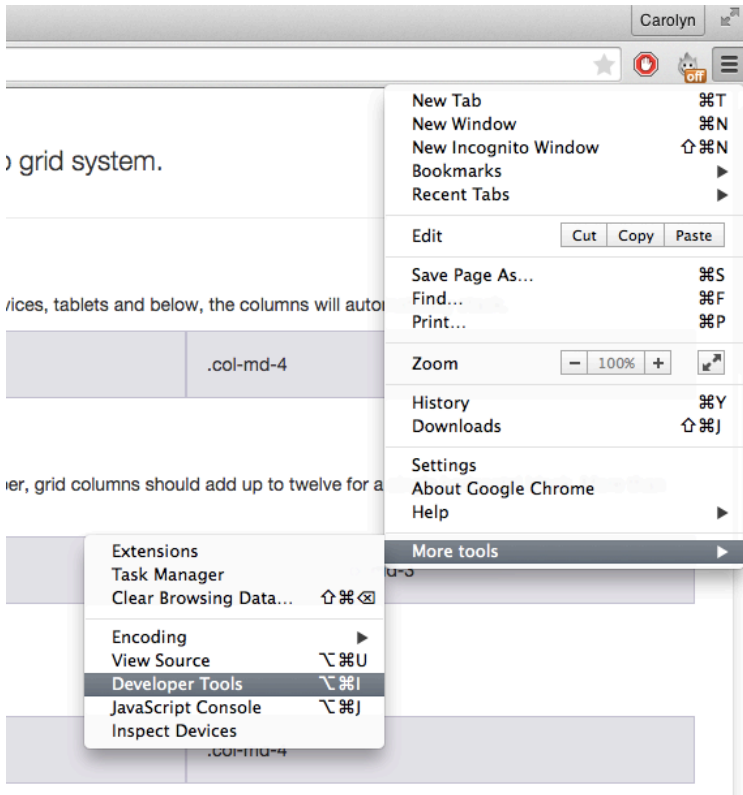 Carolyn
off
New Tab ⌘T
New Window ⌘N
New Incognito Window ⇧⌘N
Bookmarks ▶
Recent Tabs ▶
grid system.
Edit Cut Copy Paste
Save Page As... ⌘S
Find... ⌘F
Print... ⌘P
vices, tablets and below, the columns will
Zoom − 100% +
.col-md-4
History ⌘Y
Downloads ⇧⌘J
Settings
About Google Chrome
Help ▶
er, grid columns should add up to twelve for a
More tools ▶
Extensions
Task Manager
Clear Browsing Data... ⇧⌘⌫
Encoding ▶
View Source ⌥⌘U
Developer Tools ⌥⌘I
JavaScript Console ⌥⌘J
Inspect Devices
.col-md-4